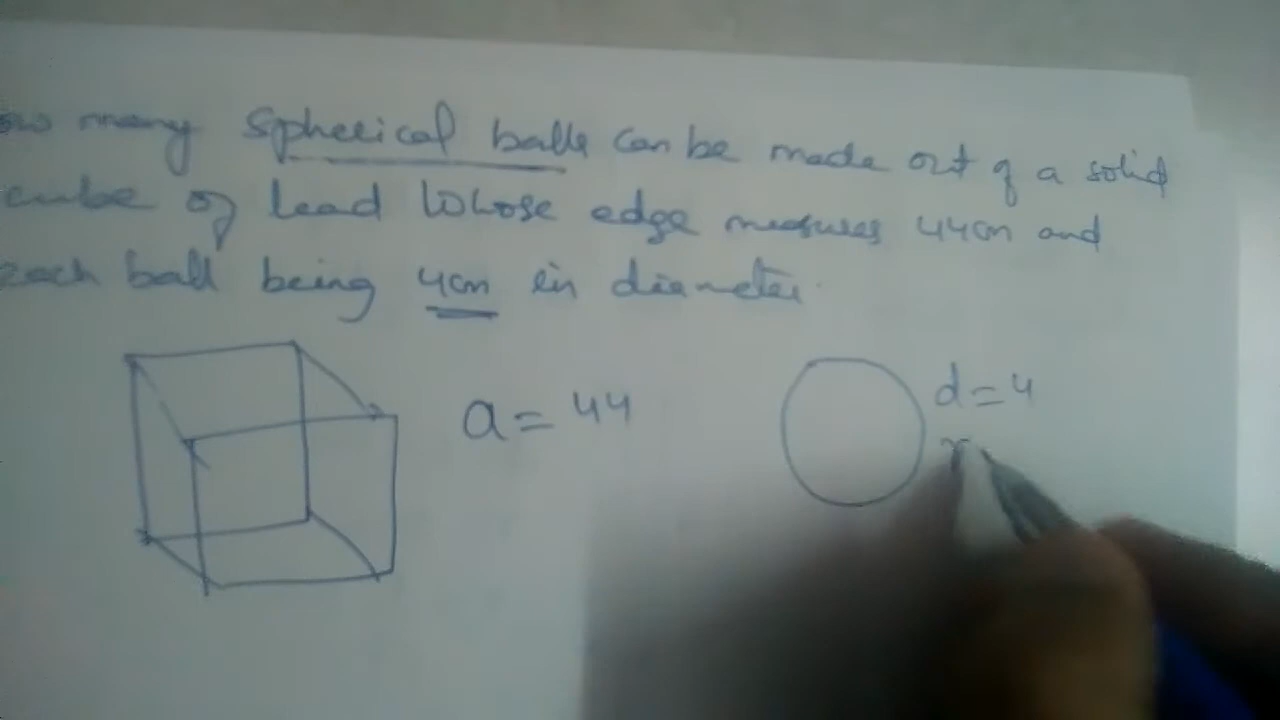 ow many spherical balls can be made out of a solid
cube of lead whose edge measures 44cm and
each ball being 4cm in diameter.
a = 44
d = 4
r